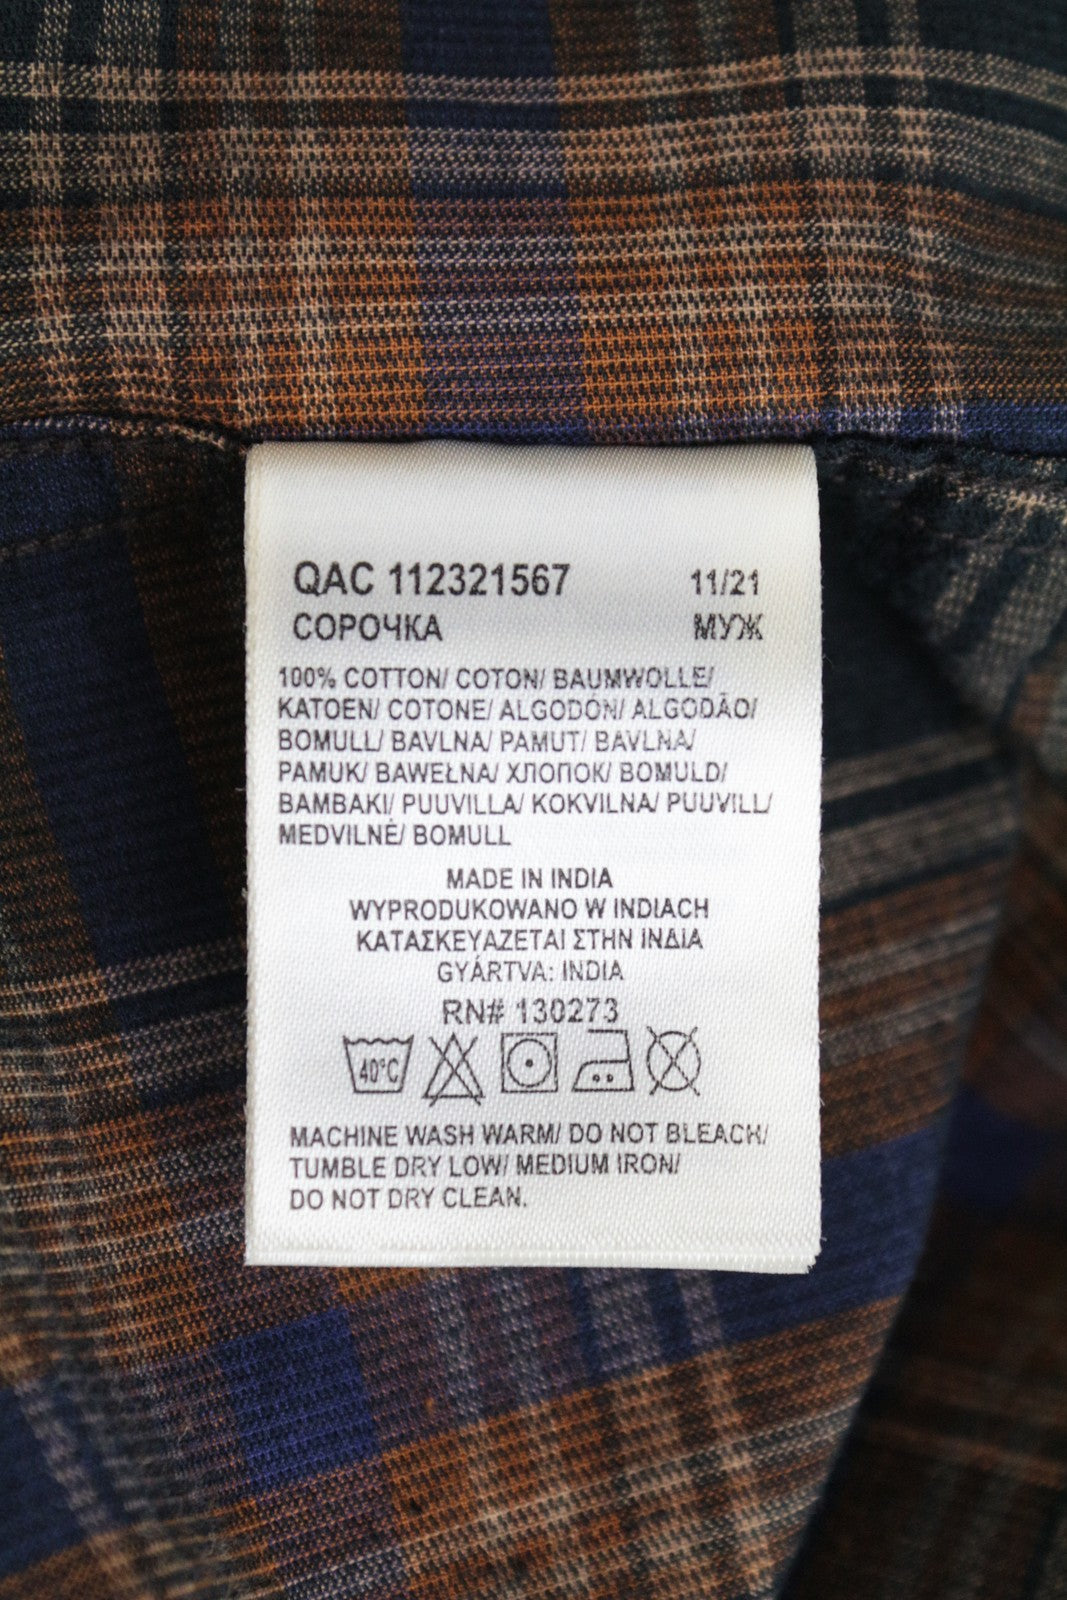 QAC 112321567 11/21
СОРОЧКА МУЖ
100% COTTON/ COTON/ BAUMWOLLE/
KATOEN/ COTONE/ ALGODÓN/ ALGODÃO/
BOMULL/ BAVLNA/ PAMUT/ BAVLNA/
PAMUK/ BAWEŁNA/ ХЛОПОК/ BOMULD/
BAMBAKI/ PUUVILLA/ KOKVILNA/ PUUVILL/
MEDVILNĖ/ BOMULL
MADE IN INDIA
WYPRODUKOWANO W INDIACH
ΚΑΤΑΣΚΕΥΑΖΕΤΑΙ ΣΤΗΝ ΙΝΔΙΑ
GYÁRTVA: INDIA
RN# 130273
40°C
MACHINE WASH WARM/ DO NOT BLEACH/
TUMBLE DRY LOW/ MEDIUM IRON/
DO NOT DRY CLEAN.